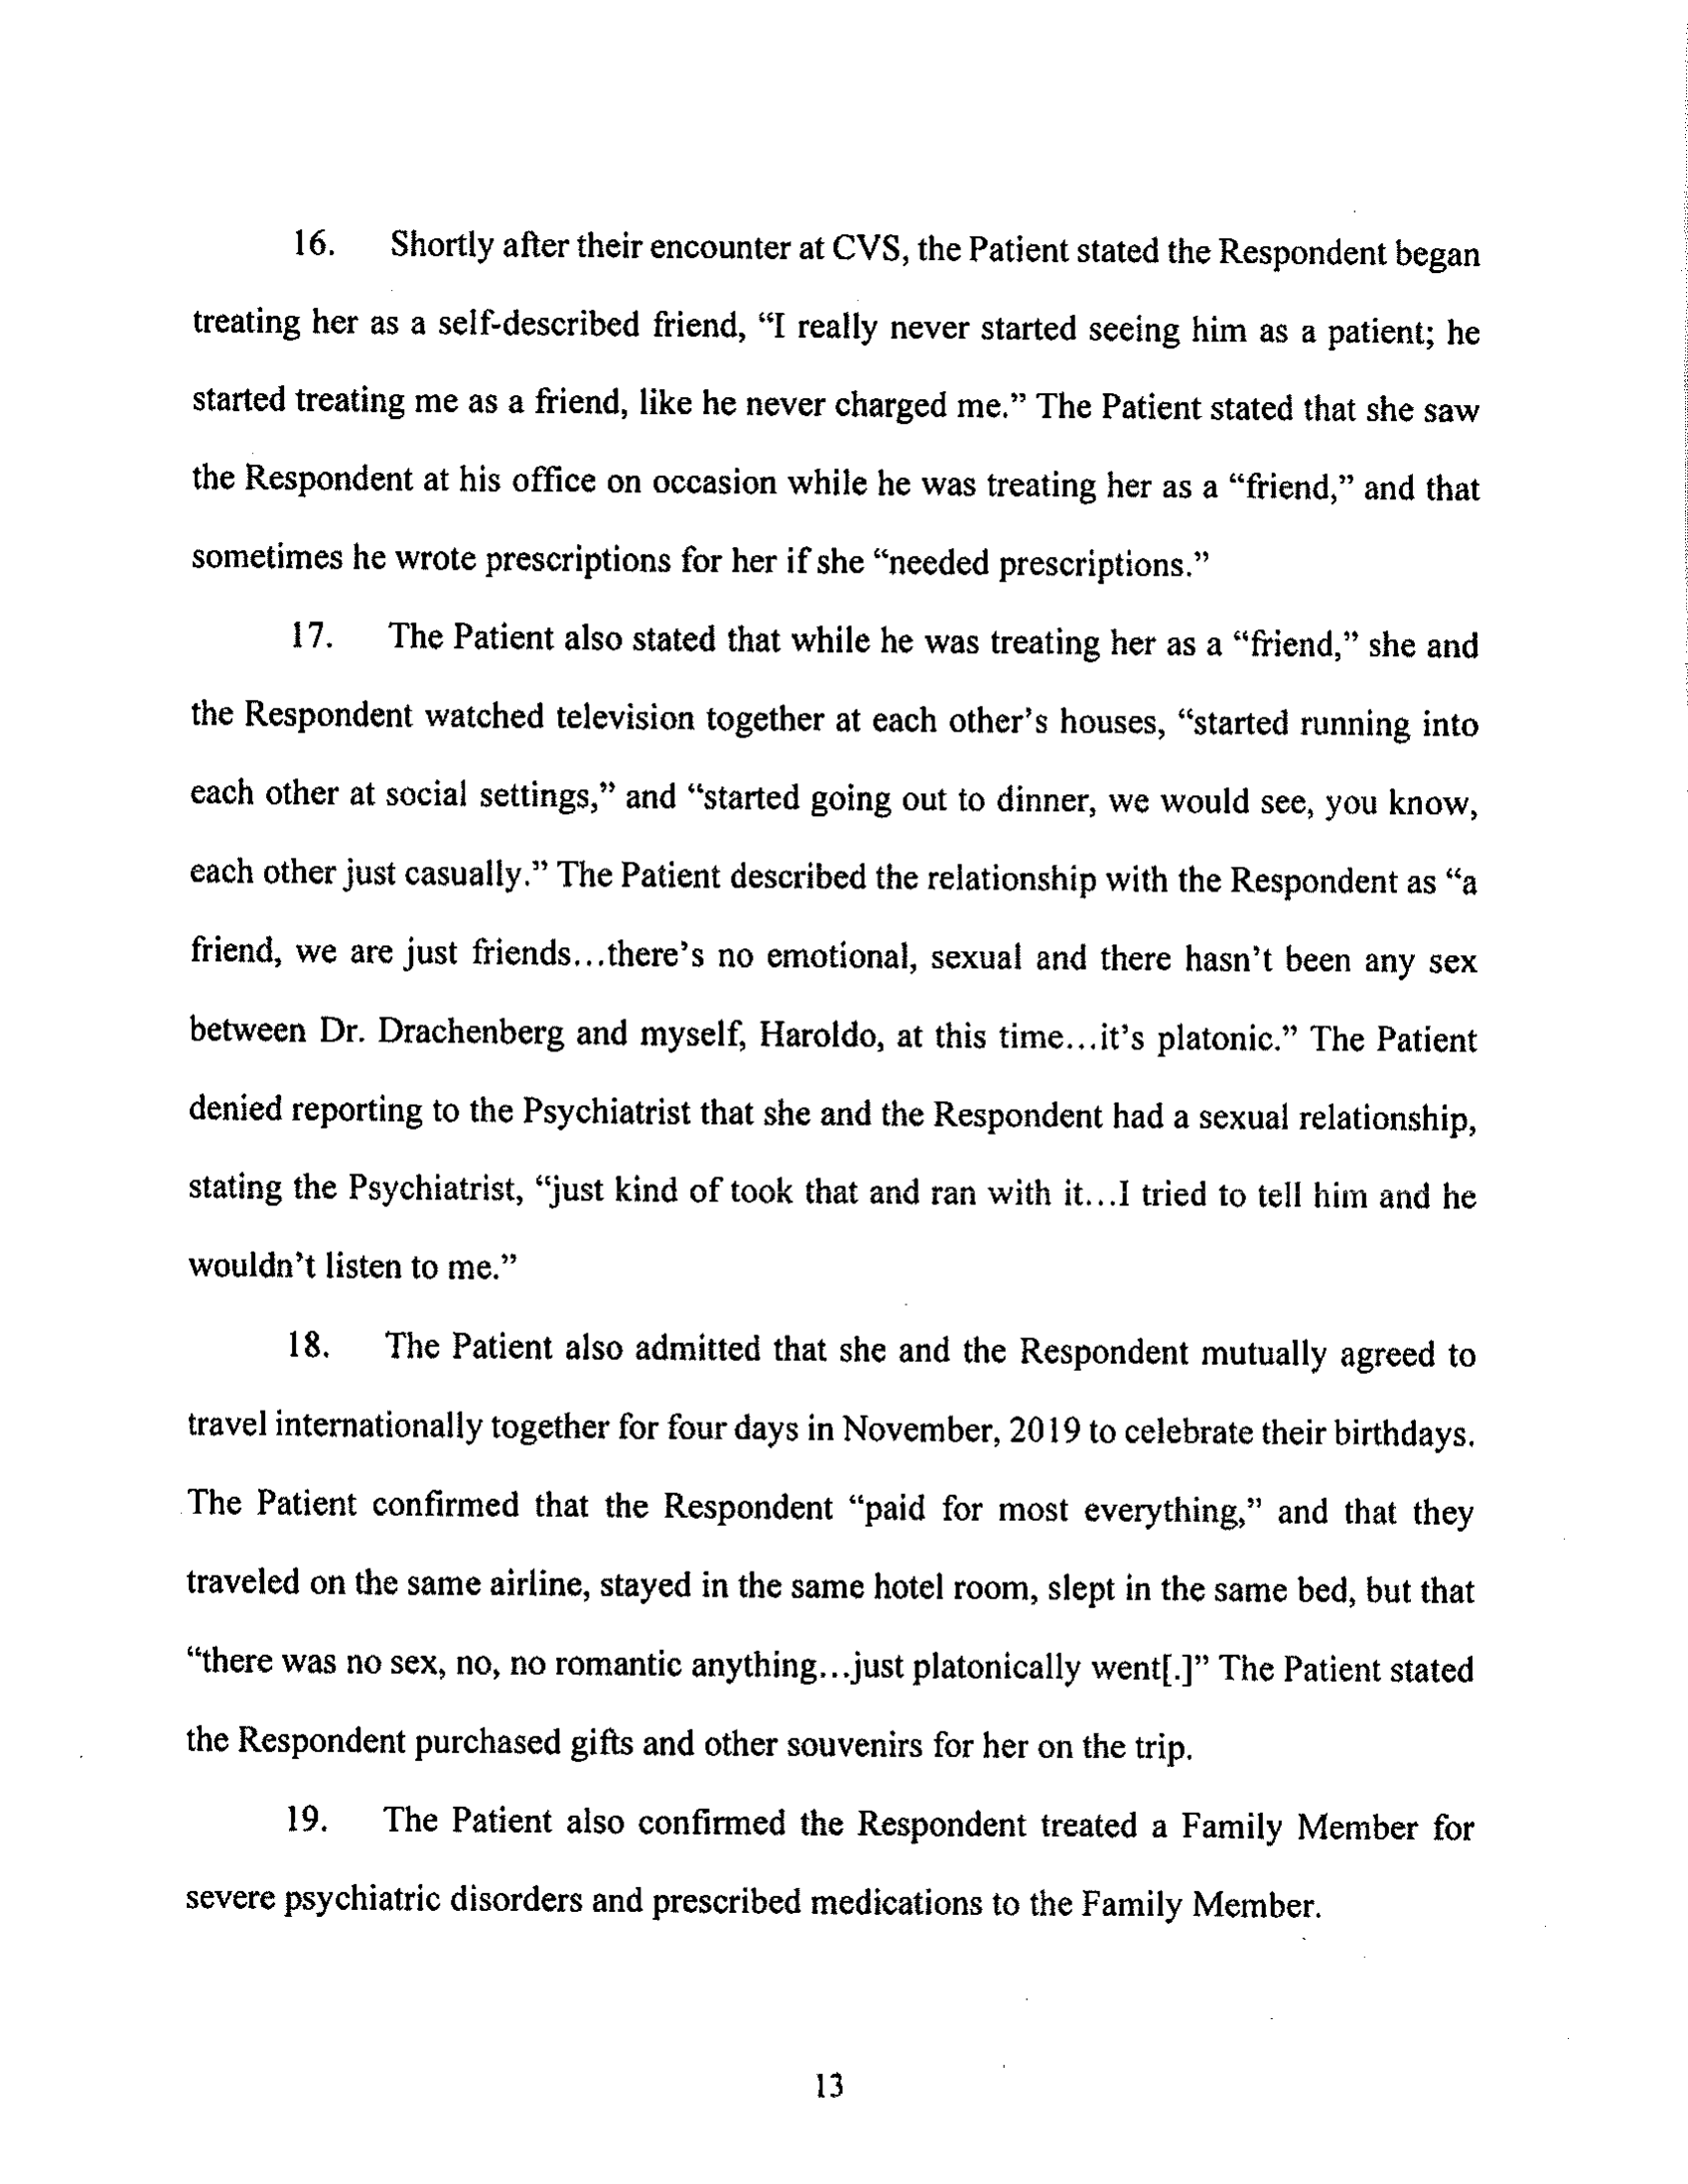 16. Shortly after their encounter at CVS, the Patient stated the Respondent began
treating her as a self-described friend, “I really never started seeing him as a patient; he
started treating me as a friend, like he never charged me.” The Patient stated that she saw
the Respondent at his office on occasion while he was treating her as a “friend,” and that
sometimes he wrote prescriptions for her if she “needed prescriptions.”
17. The Patient also stated that while he was treating her as a “friend,” she and
the Respondent watched television together at each other’s houses, “started running into
each other at social settings,” and “started going out to dinner, we would see, you know,
each other just casually.” The Patient described the relationship with the Respondent as “a
friend, we are just friends…there’s no emotional, sexual and there hasn’t been any sex
between Dr. Drachenberg and myself, Haroldo, at this time…it’s platonic.” The Patient
denied reporting to the Psychiatrist that she and the Respondent had a sexual relationship,
stating the Psychiatrist, “just kind of took that and ran with it…I tried to tell him and he
wouldn’t listen to me.”
18. The Patient also admitted that she and the Respondent mutually agreed to
travel internationally together for four days in November, 2019 to celebrate their birthdays.
The Patient confirmed that the Respondent “paid for most everything,” and that they
traveled on the same airline, stayed in the same hotel room, slept in the same bed, but that
“there was no sex, no, no romantic anything…just platonically went[.]” The Patient stated
the Respondent purchased gifts and other souvenirs for her on the trip.
19. The Patient also confirmed the Respondent treated a Family Member for
severe psychiatric disorders and prescribed medications to the Family Member.
13